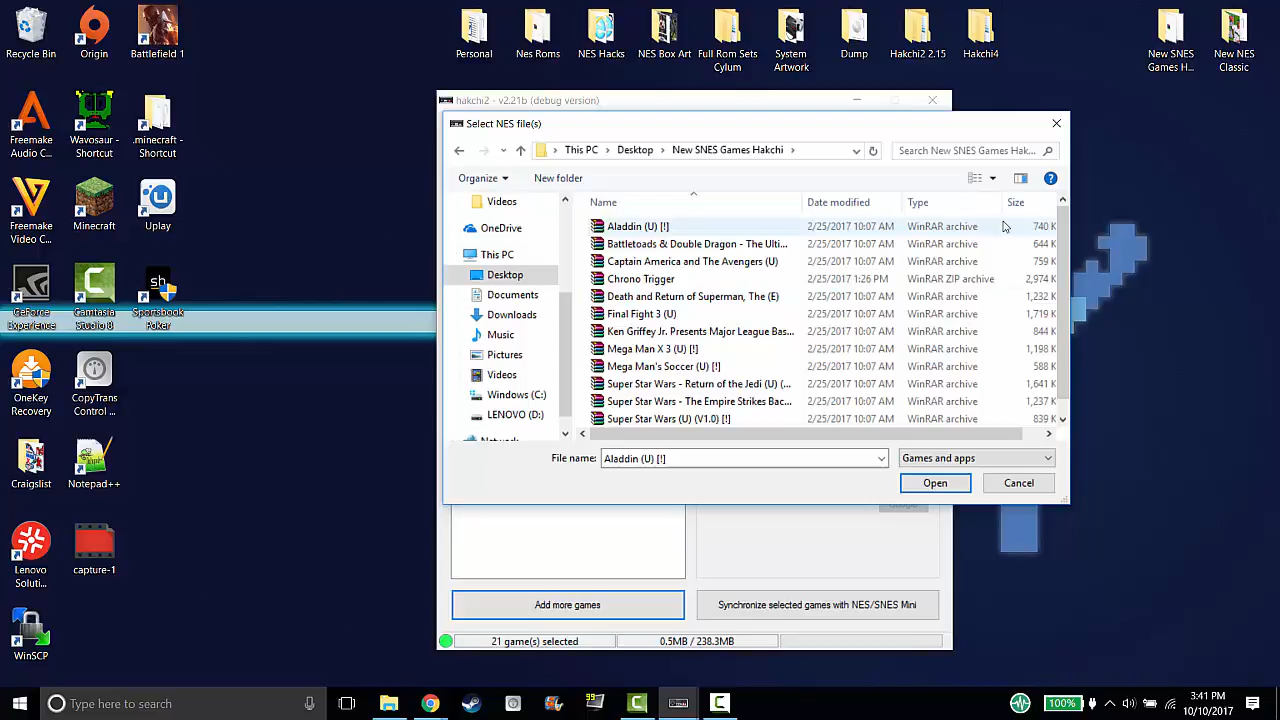 Recycle Bin
Origin
Battlefield 1
Personal
Nes Roms
NES Hacks
NES Box Art
Full Rom Sets
Cylum
System
Artwork
Dump
Hakchi2 2.15
Hakchi4
New SNES
Games H...
New NES
Classic
Freemake
Audio C...
Wavosaur -
Shortcut
.minecraft -
Shortcut
Freemake
Video C...
Minecraft
Uplay
GeForce
Experience
Camtasia
Studio 8
Sportsbook
Poker
OneKey
Recovery
CopyTrans
Control ...
Craigslist
Notepad++
Lenovo
Soluti...
capture-1
WinSCP
hakchi2 - v2.21b (debug version)
Select NES file(s)
This PC > Desktop > New SNES Games Hakchi >
Search New SNES Games Hak...
Organize
New folder
Videos
OneDrive
This PC
Desktop
Documents
Downloads
Music
Pictures
Videos
Windows (C:)
LENOVO (D:)
Network
Name Date modified Type Size
Aladdin (U) [!] 2/25/2017 10:07 AM WinRAR archive 740 K
Battletoads & Double Dragon - The Ulti... 2/25/2017 10:07 AM WinRAR archive 644 K
Captain America and The Avengers (U) 2/25/2017 10:07 AM WinRAR archive 759 K
Chrono Trigger 2/25/2017 1:26 PM WinRAR ZIP archive 2,974 K
Death and Return of Superman, The (E) 2/25/2017 10:07 AM WinRAR archive 1,232 K
Final Fight 3 (U) 2/25/2017 10:07 AM WinRAR archive 1,719 K
Ken Griffey Jr. Presents Major League Bas... 2/25/2017 10:07 AM WinRAR archive 844 K
Mega Man X 3 (U) [!] 2/25/2017 10:07 AM WinRAR archive 1,198 K
Mega Man's Soccer (U) [!] 2/25/2017 10:07 AM WinRAR archive 588 K
Super Star Wars - Return of the Jedi (U) (... 2/25/2017 10:07 AM WinRAR archive 1,641 K
Super Star Wars - The Empire Strikes Bac... 2/25/2017 10:07 AM WinRAR archive 1,237 K
Super Star Wars (U) (V1.0) [!] 2/25/2017 10:07 AM WinRAR archive 839 K
File name: Aladdin (U) [!]
Games and apps
Open
Cancel
Google
Add more games
Synchronize selected games with NES/SNES Mini
21 game(s) selected
0.5MB / 238.3MB
Type here to search
100%
3:41 PM
10/10/2017